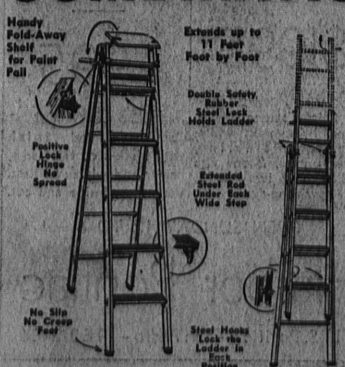 Handy
Fold-Away
Shelf
for Paint
Pail
Extends up to
11 Feet
Foot by Foot
Double Safety,
Rubber
Steel Lock
Holds Ladder
Positive
Lock
Hinge
No
Spread
Extended
Steel Rod
Under Each
Wide Step
No Slip
No Creep
Feet
Steel Hooks
Lock the
Ladder in
Each
Position